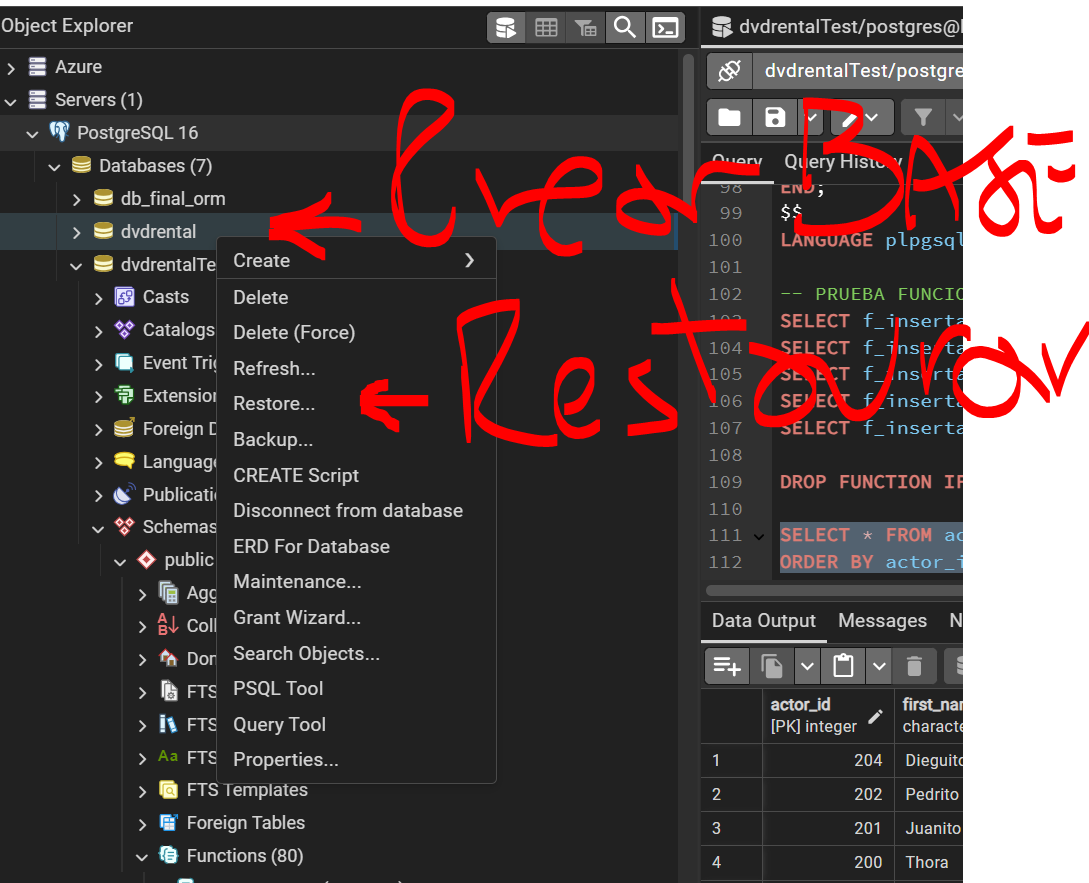 Object Explorer
Azure
Servers (1)
PostgreSQL 16
Databases (7)
db_final_orm
dvdrental
dvdrentalTe
Casts
Catalogs
Event Trig
Extension
Foreign D
Language
Publicatio
Schemas
public
Agg
Coll
Dom
FTS
FTS
FTS
FTS Templates
Foreign Tables
Functions (80)
Create
Delete
Delete (Force)
Refresh...
Restore...
Backup...
CREATE Script
Disconnect from database
ERD For Database
Maintenance...
Grant Wizard...
Search Objects...
PSQL Tool
Query Tool
Properties...
Crear BASE
Restaurar
dvdrentalTest/postgres@l
dvdrentalTest/postgre
Query Query History
98 END;
99 $$
100 LANGUAGE plpgsql
101
102 -- PRUEBA FUNCIO
103 SELECT f_inserta
104 SELECT f_inserta
105 SELECT f_inserta
106 SELECT f_inserta
107 SELECT f_inserta
108
109 DROP FUNCTION IF
110
111 SELECT * FROM ac
112 ORDER BY actor_i
Data Output Messages N
actor_id first_nam
[PK] integer characte
1 204 Dieguito
2 202 Pedrito
3 201 Juanito
4 200 Thora